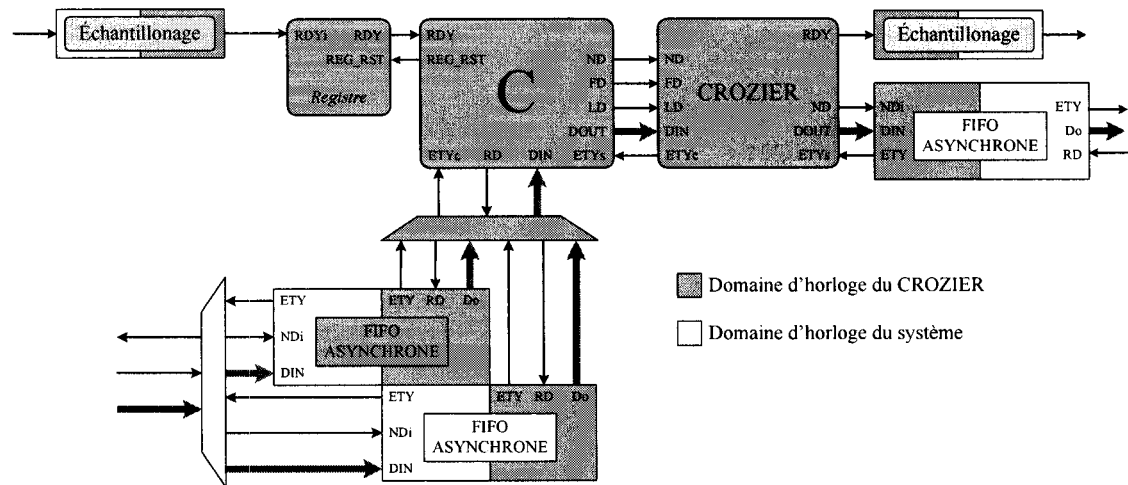 Échantillonage
RDYi RDY
REG_RST
Registre
RDY
REG_RST
C
ND
FD
LD
DOUT
ETYc RD DIN ETYs
RDY
ND
FD
CROZIER
LD
ND
DIN
DOUT
ETYc
ETYs
Échantillonage
NDi
ETY
DIN
FIFO
ASYNCHRONE
Do
ETY
RD
ETY
ETY RD Do
NDi
FIFO
ASYNCHRONE
DIN
ETY
ETY RD Do
NDi
FIFO
ASYNCHRONE
DIN
Domaine d'horloge du CROZIER
Domaine d'horloge du système